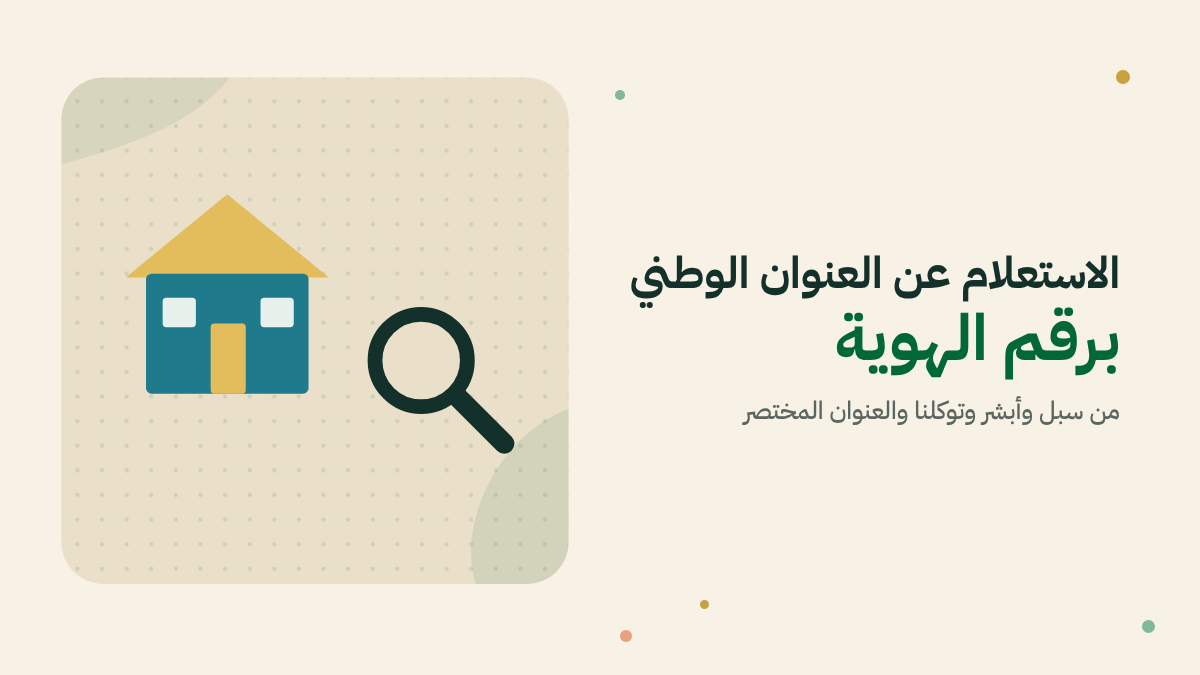 الاستعلام عن العنوان الوطني
برقم الهوية
من سبل وأبشر وتوكلنا والعنوان المختصر